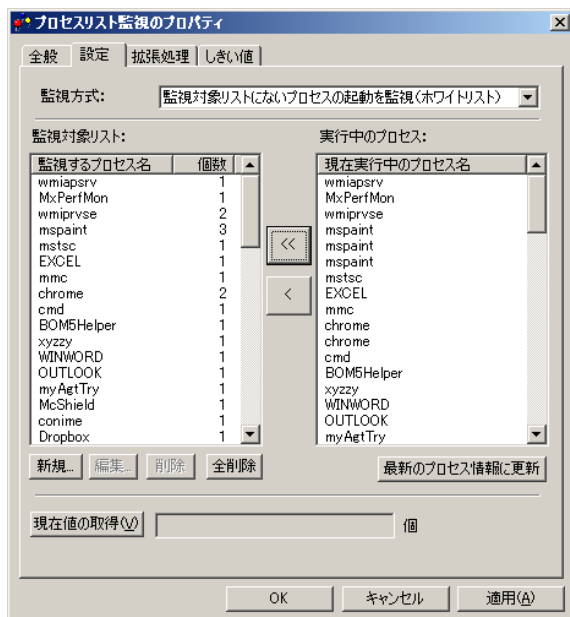 プロセスリスト監視のプロパティ
全般 設定 拡張処理 しきい値
監視方式: 監視対象リストにないプロセスの起動を監視(ホワイトリスト)
監視対象リスト:
監視するプロセス名 個数
wmiapsrv 1
MxPerfMon 1
wmiprvse 2
mspaint 3
mstsc 1
EXCEL 1
mmc 1
chrome 2
cmd 1
BOM5Helper 1
xyzzy 1
WINWORD 1
OUTLOOK 1
myAgtTry 1
McShield 1
conime 1
Dropbox 1
新規... 編集... 削除 全削除
<<
<
実行中のプロセス:
現在実行中のプロセス名
wmiapsrv
MxPerfMon
wmiprvse
mspaint
mspaint
mspaint
mstsc
EXCEL
mmc
chrome
chrome
cmd
BOM5Helper
xyzzy
WINWORD
OUTLOOK
myAgtTry
最新のプロセス情報に更新
現在値の取得(V) 個
OK キャンセル 適用(A)